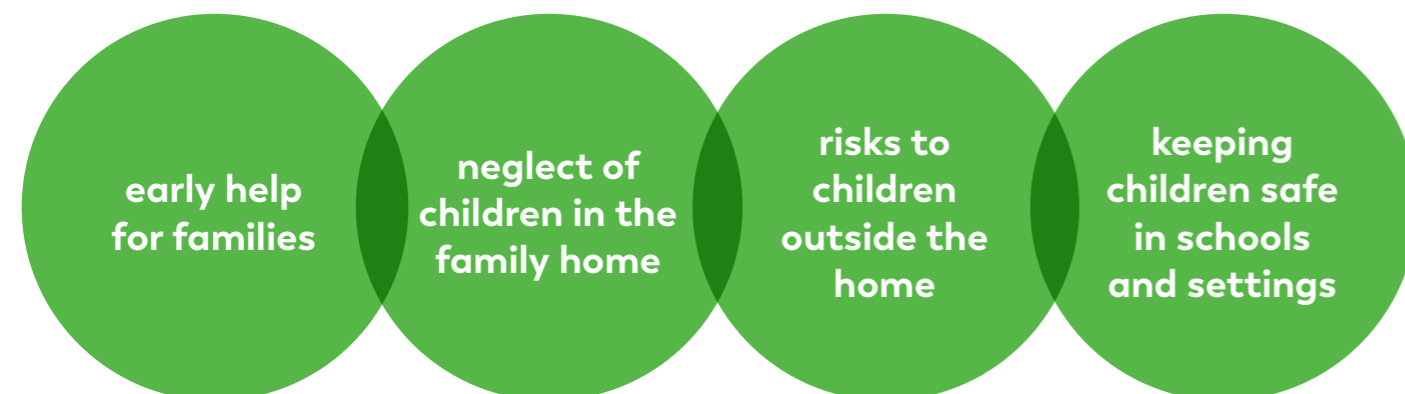 early help
for families
neglect of
children in the
family home
risks to
children
outside the
home
keeping
children safe
in schools
and settings